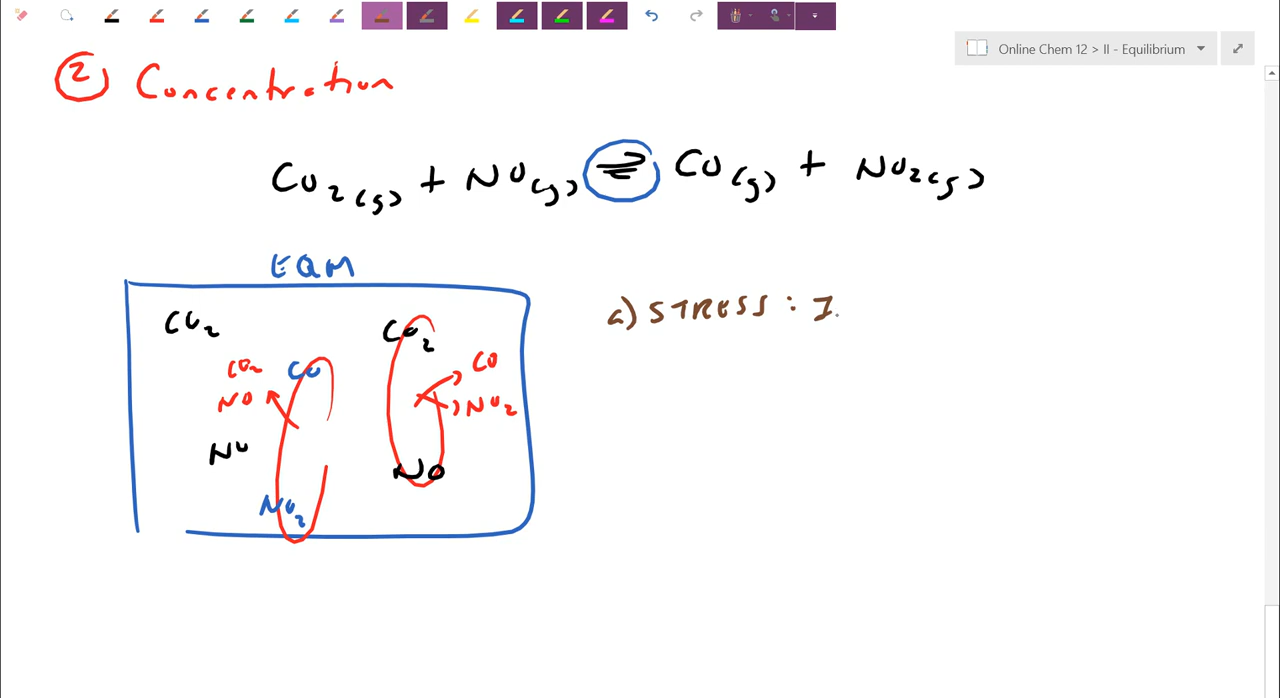 Online Chem 12 > II - Equilibrium
② Concentration
CO₂(g) + NO(g) ⇌ CO(g) + NO₂(g)
EQM
a) STRESS : I
CO₂
CO₂
CO₂
CO
CO
NO
NO₂
NO
NO
NO₂